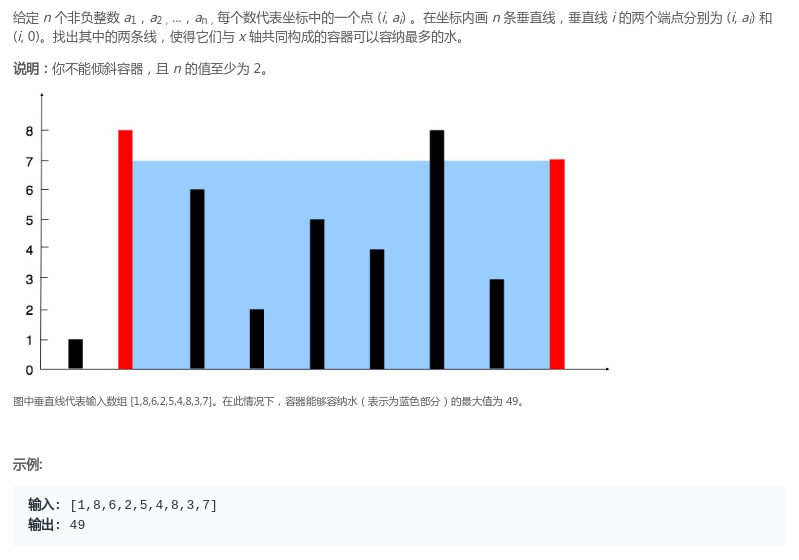 给定 n 个非负整数 a1，a2，...，an，每个数代表坐标中的一个点 (i, ai) 。在坐标内画 n 条垂直线，垂直线 i 的两个端点分别为 (i, ai) 和
(i, 0)。找出其中的两条线，使得它们与 x 轴共同构成的容器可以容纳最多的水。
说明：你不能倾斜容器，且 n 的值至少为 2。
8
7
6
5
4
3
2
1
0
图中垂直线代表输入数组 [1,8,6,2,5,4,8,3,7]。在此情况下，容器能够容纳水（表示为蓝色部分）的最大值为 49。
示例:
输入: [1,8,6,2,5,4,8,3,7]
输出: 49